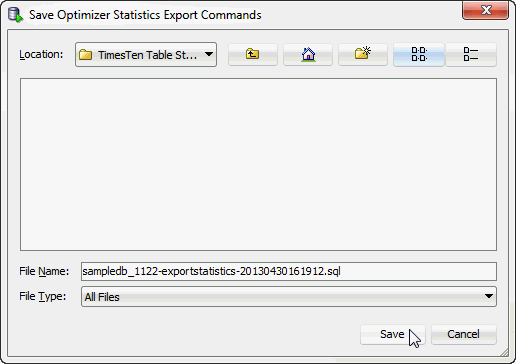 Save Optimizer Statistics Export Commands
Location: TimesTen Table St...
File Name: sampledb_1122-exportstatistics-20130430161912.sql
File Type: All Files
Save Cancel